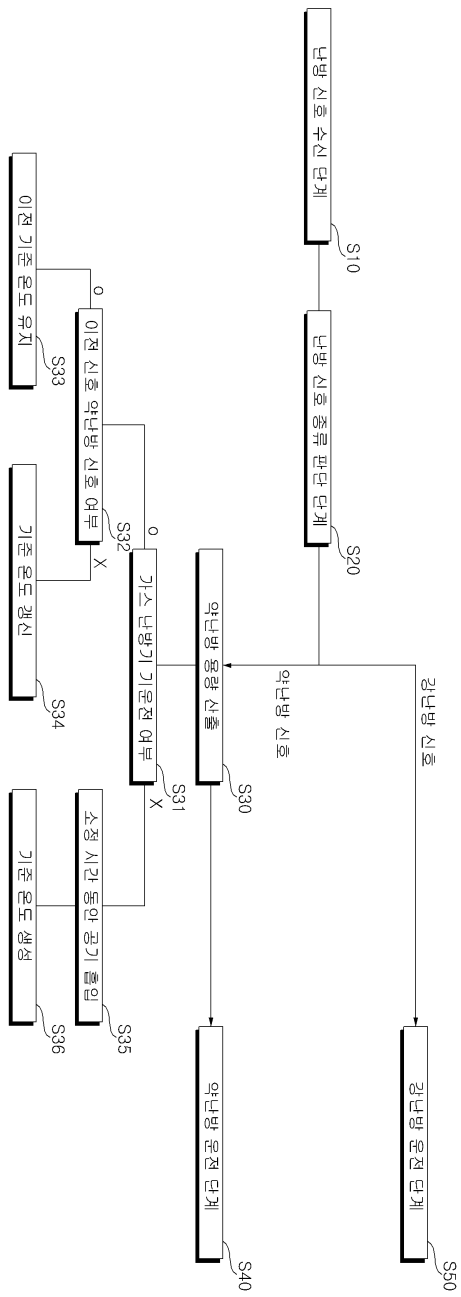 난방 신호 수신 단계
S10
난방 신호 종류 판단 단계
S20
강난방 신호
약난방 신호
강난방 운전 단계
S50
약난방 용량 산출
S30
약난방 운전 단계
S40
가스 난방기 기운전 여부
S31
O
X
이전 신호 약난방 신호 여부
S32
O
X
소정 시간 동안 공기 흡입
S35
이전 기준 온도 유지
S33
기준 온도 갱신
S34
기준 온도 생성
S36